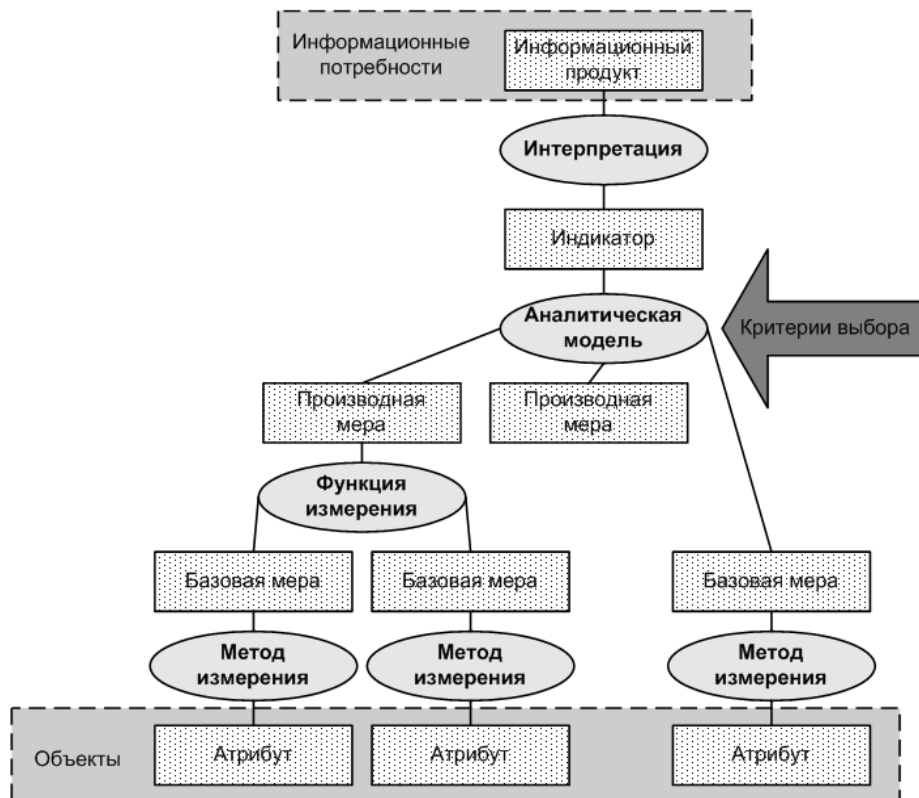 Информационные
потребности
Информационный
продукт
Интерпретация
Индикатор
Аналитическая
модель
Критерии выбора
Производная
мера
Производная
мера
Функция
измерения
Базовая мера
Базовая мера
Базовая мера
Метод
измерения
Метод
измерения
Метод
измерения
Объекты
Атрибут
Атрибут
Атрибут